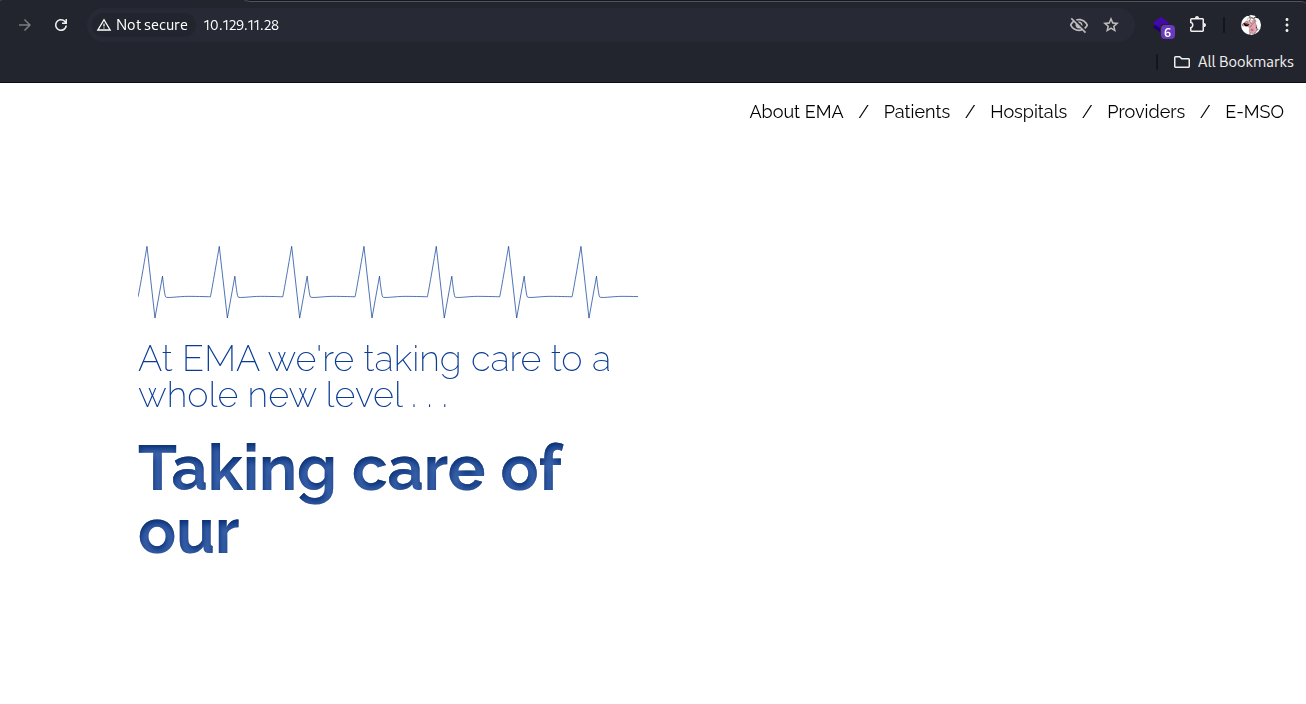 Not secure 10.129.11.28
6
All Bookmarks
About EMA / Patients / Hospitals / Providers / E-MSO
At EMA we're taking care to a
whole new level . . .
Taking care of
our